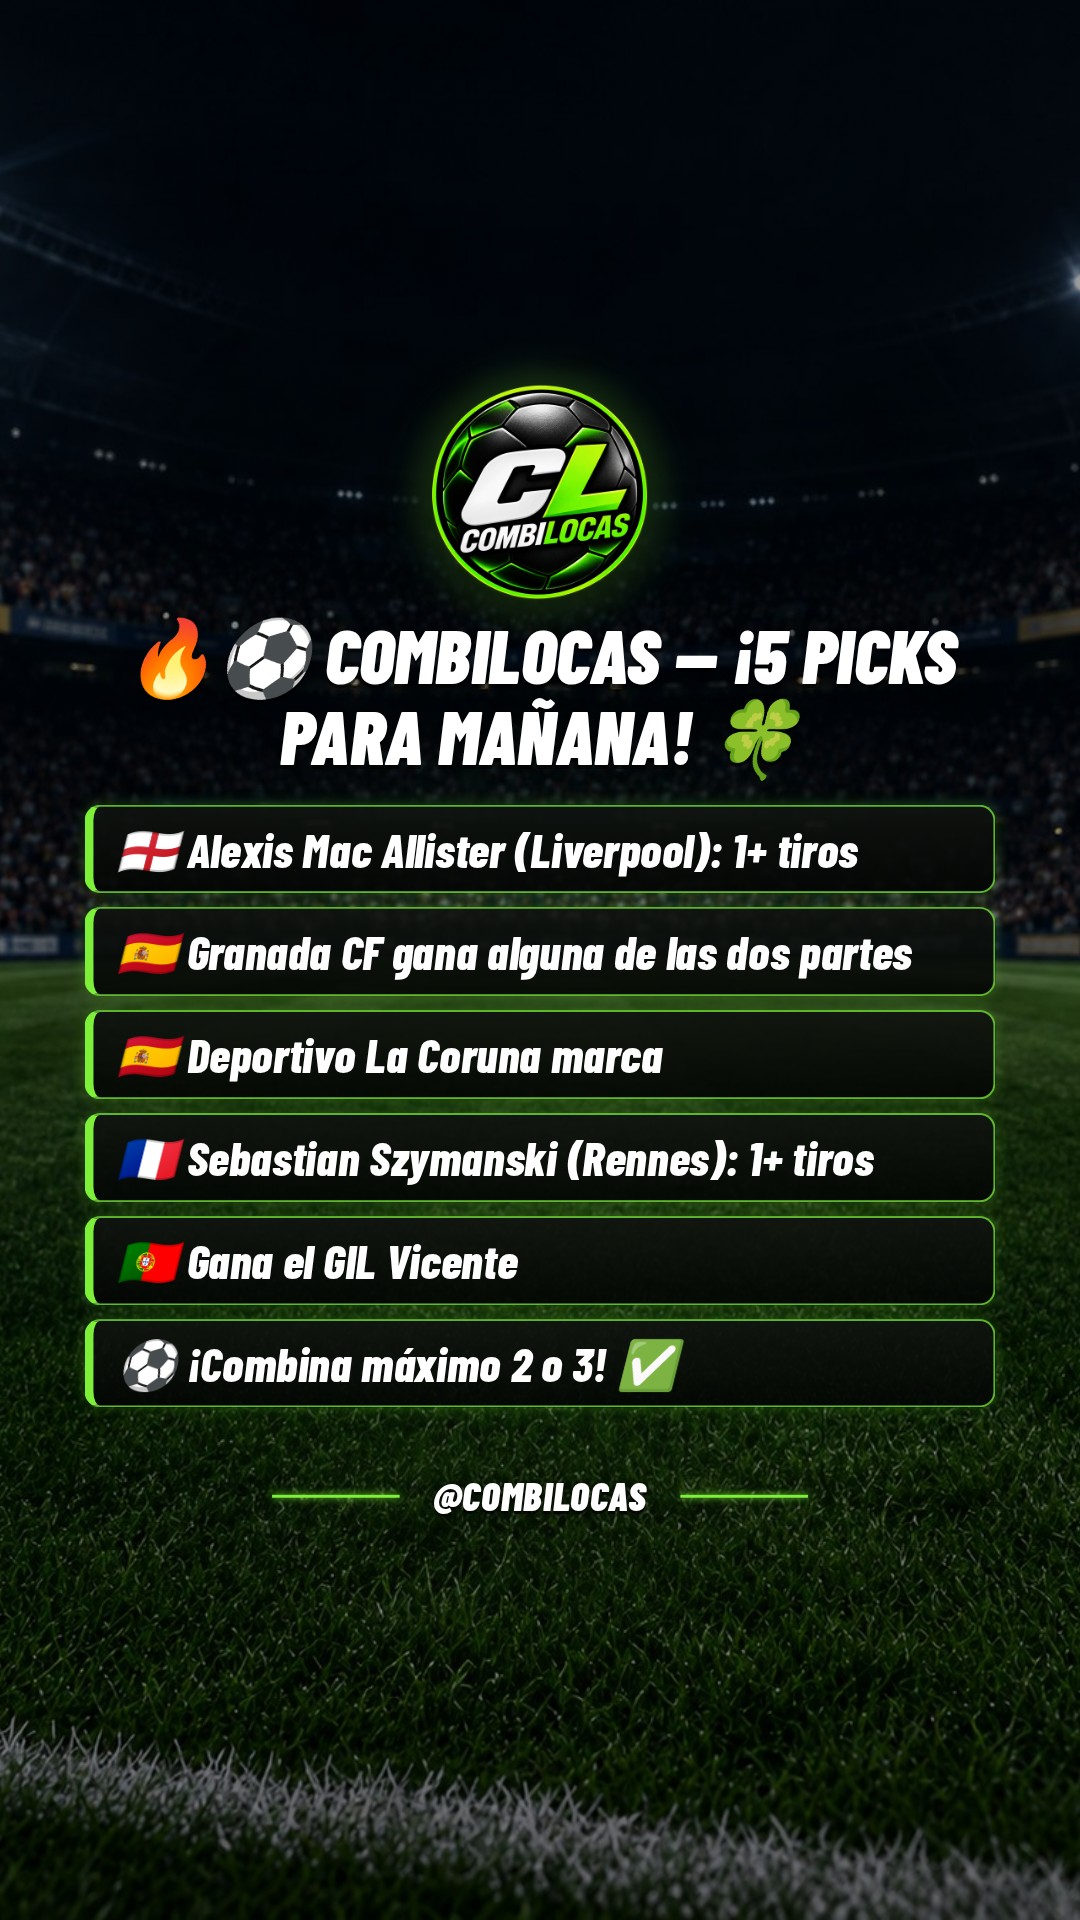 CL
COMBILOCAS
🔥⚽ COMBILOCAS – ¡5 PICKS
PARA MAÑANA! 🍀
🏴󠁧󠁢󠁥󠁮󠁧󠁿 Alexis Mac Allister (Liverpool): 1+ tiros
🇪🇸 Granada CF gana alguna de las dos partes
🇪🇸 Deportivo La Coruna marca
🇫🇷 Sebastian Szymanski (Rennes): 1+ tiros
🇵🇹 Gana el GIL Vicente
⚽ ¡Combina máximo 2 o 3! ✅
@COMBILOCAS